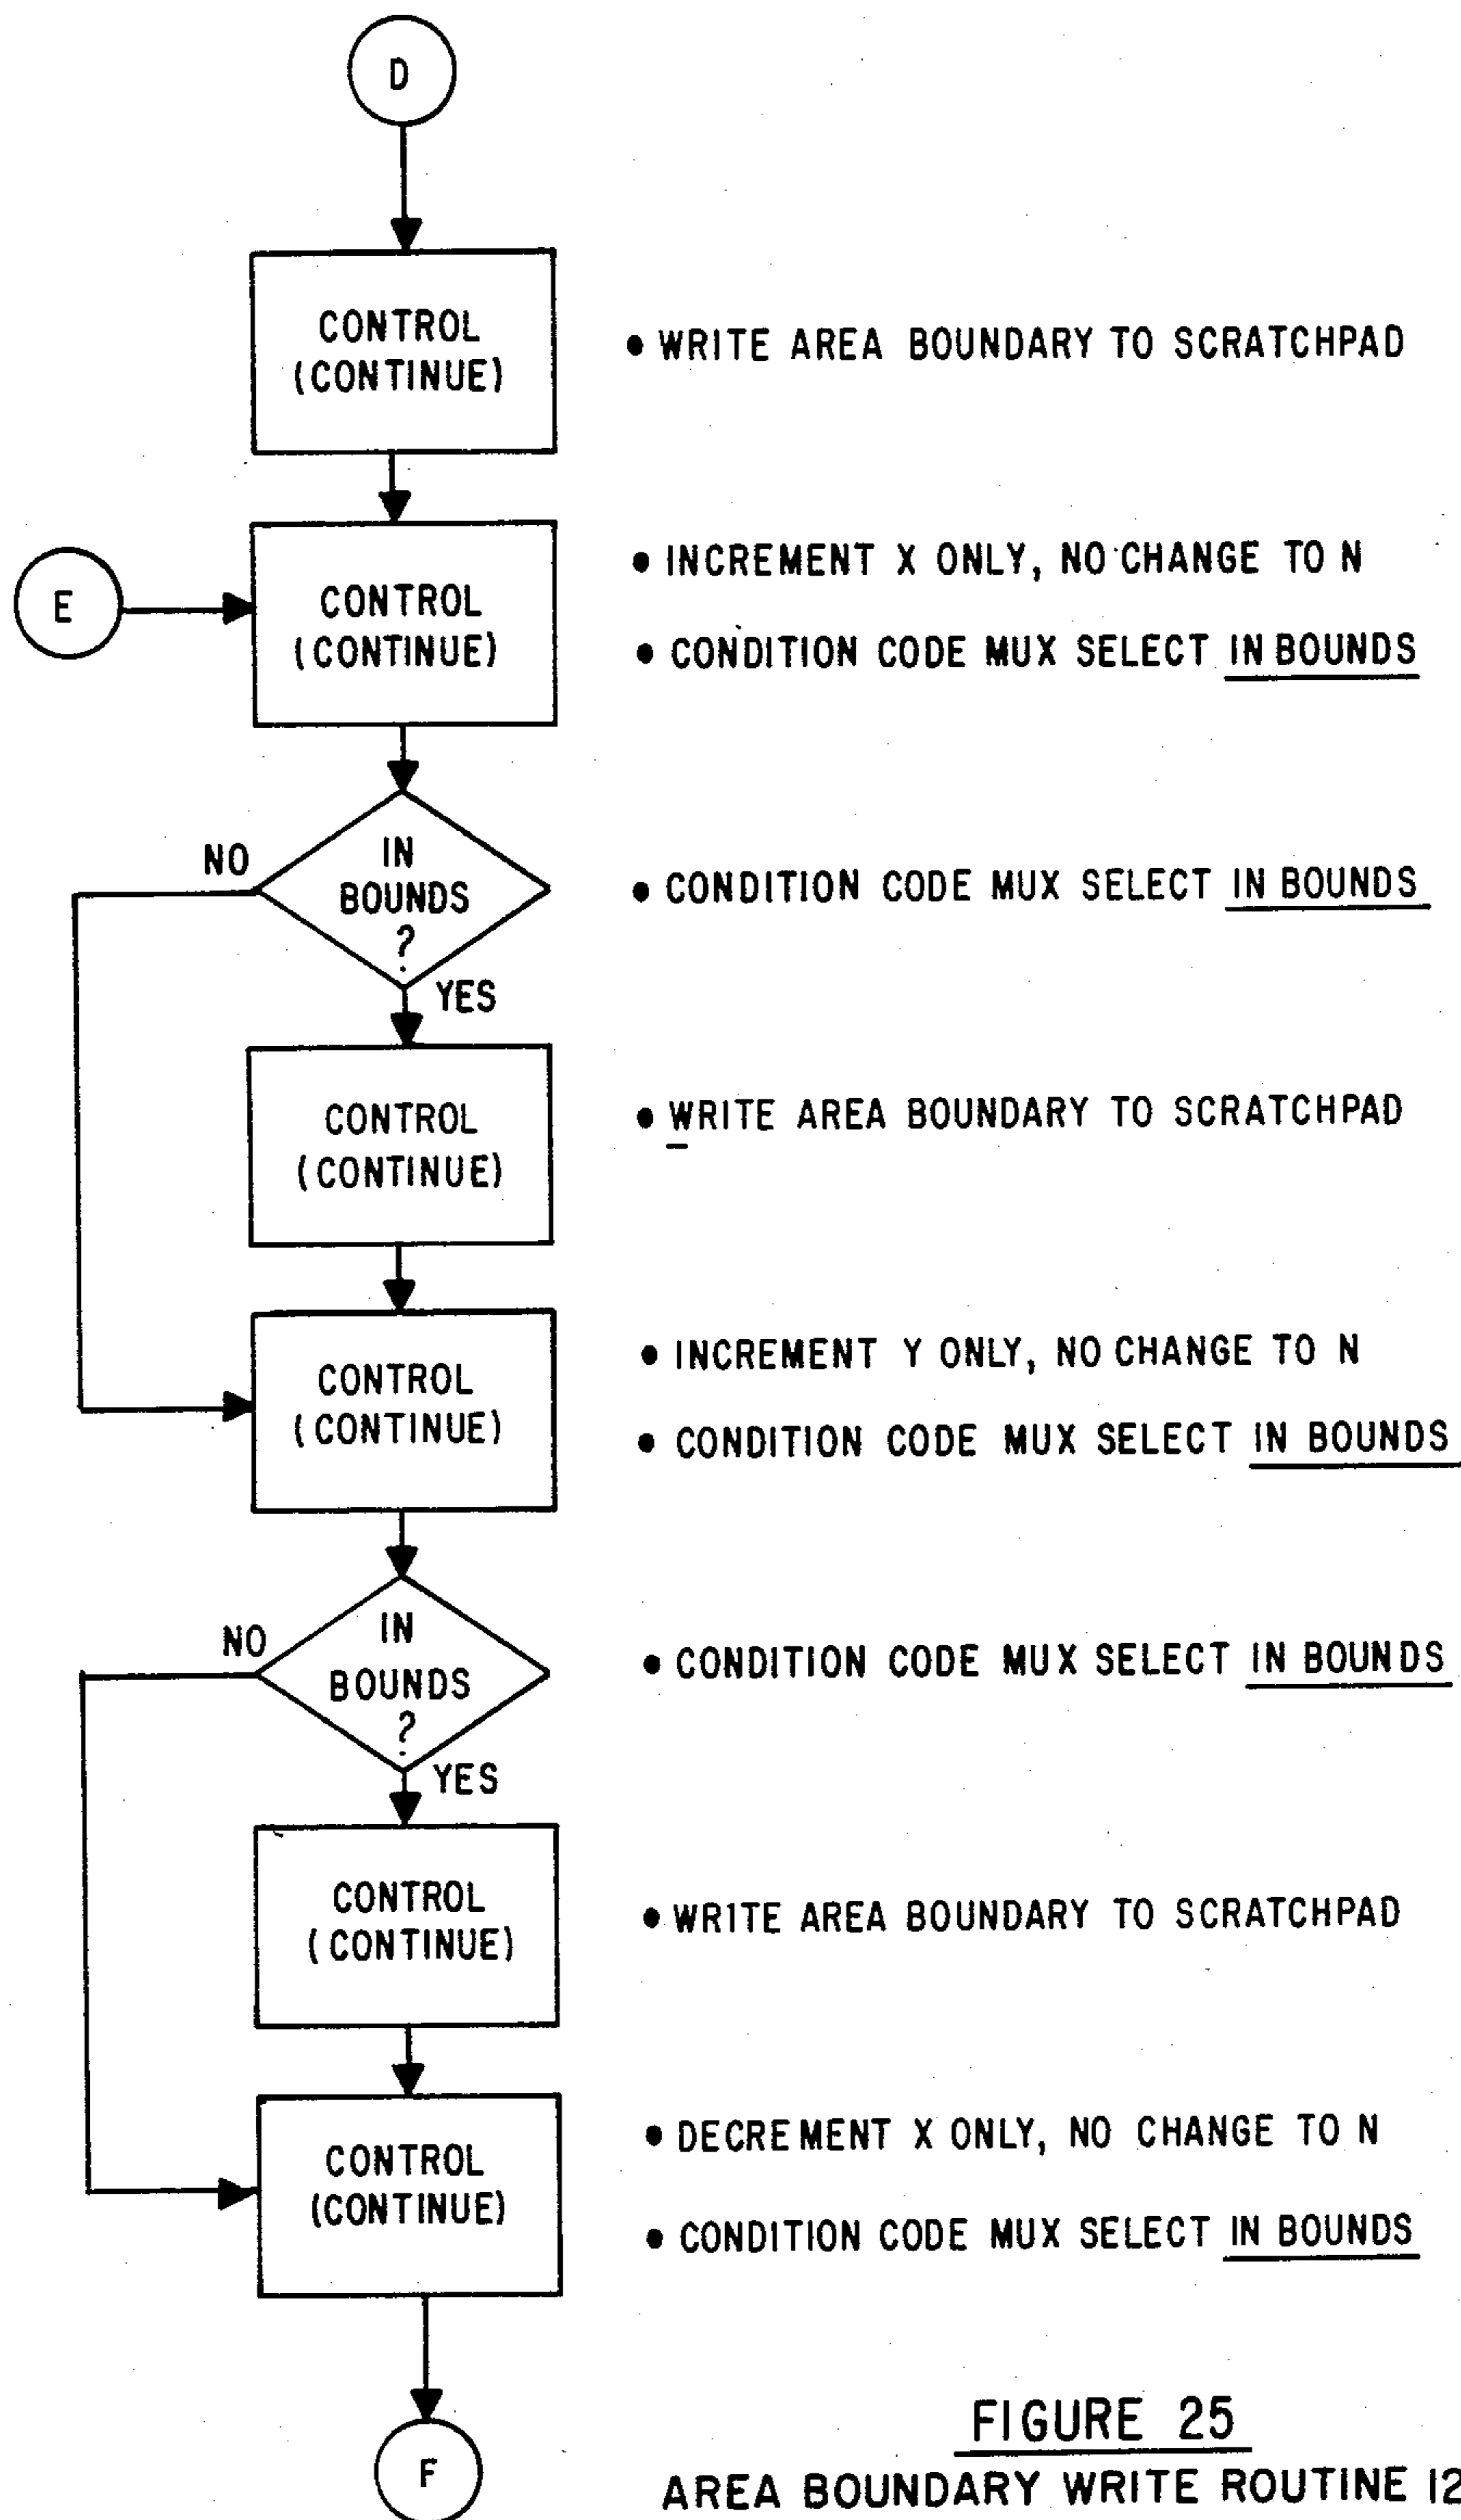 D
CONTROL
(CONTINUE)
• WRITE AREA BOUNDARY TO SCRATCHPAD
E
CONTROL
(CONTINUE)
• INCREMENT X ONLY, NO CHANGE TO N
• CONDITION CODE MUX SELECT IN BOUNDS
NO
IN
BOUNDS
?
YES
• CONDITION CODE MUX SELECT IN BOUNDS
CONTROL
(CONTINUE)
• WRITE AREA BOUNDARY TO SCRATCHPAD
CONTROL
(CONTINUE)
• INCREMENT Y ONLY, NO CHANGE TO N
• CONDITION CODE MUX SELECT IN BOUNDS
NO
IN
BOUNDS
?
YES
• CONDITION CODE MUX SELECT IN BOUNDS
CONTROL
(CONTINUE)
• WRITE AREA BOUNDARY TO SCRATCHPAD
CONTROL
(CONTINUE)
• DECREMENT X ONLY, NO CHANGE TO N
• CONDITION CODE MUX SELECT IN BOUNDS
F
FIGURE 25
AREA BOUNDARY WRITE ROUTINE 12